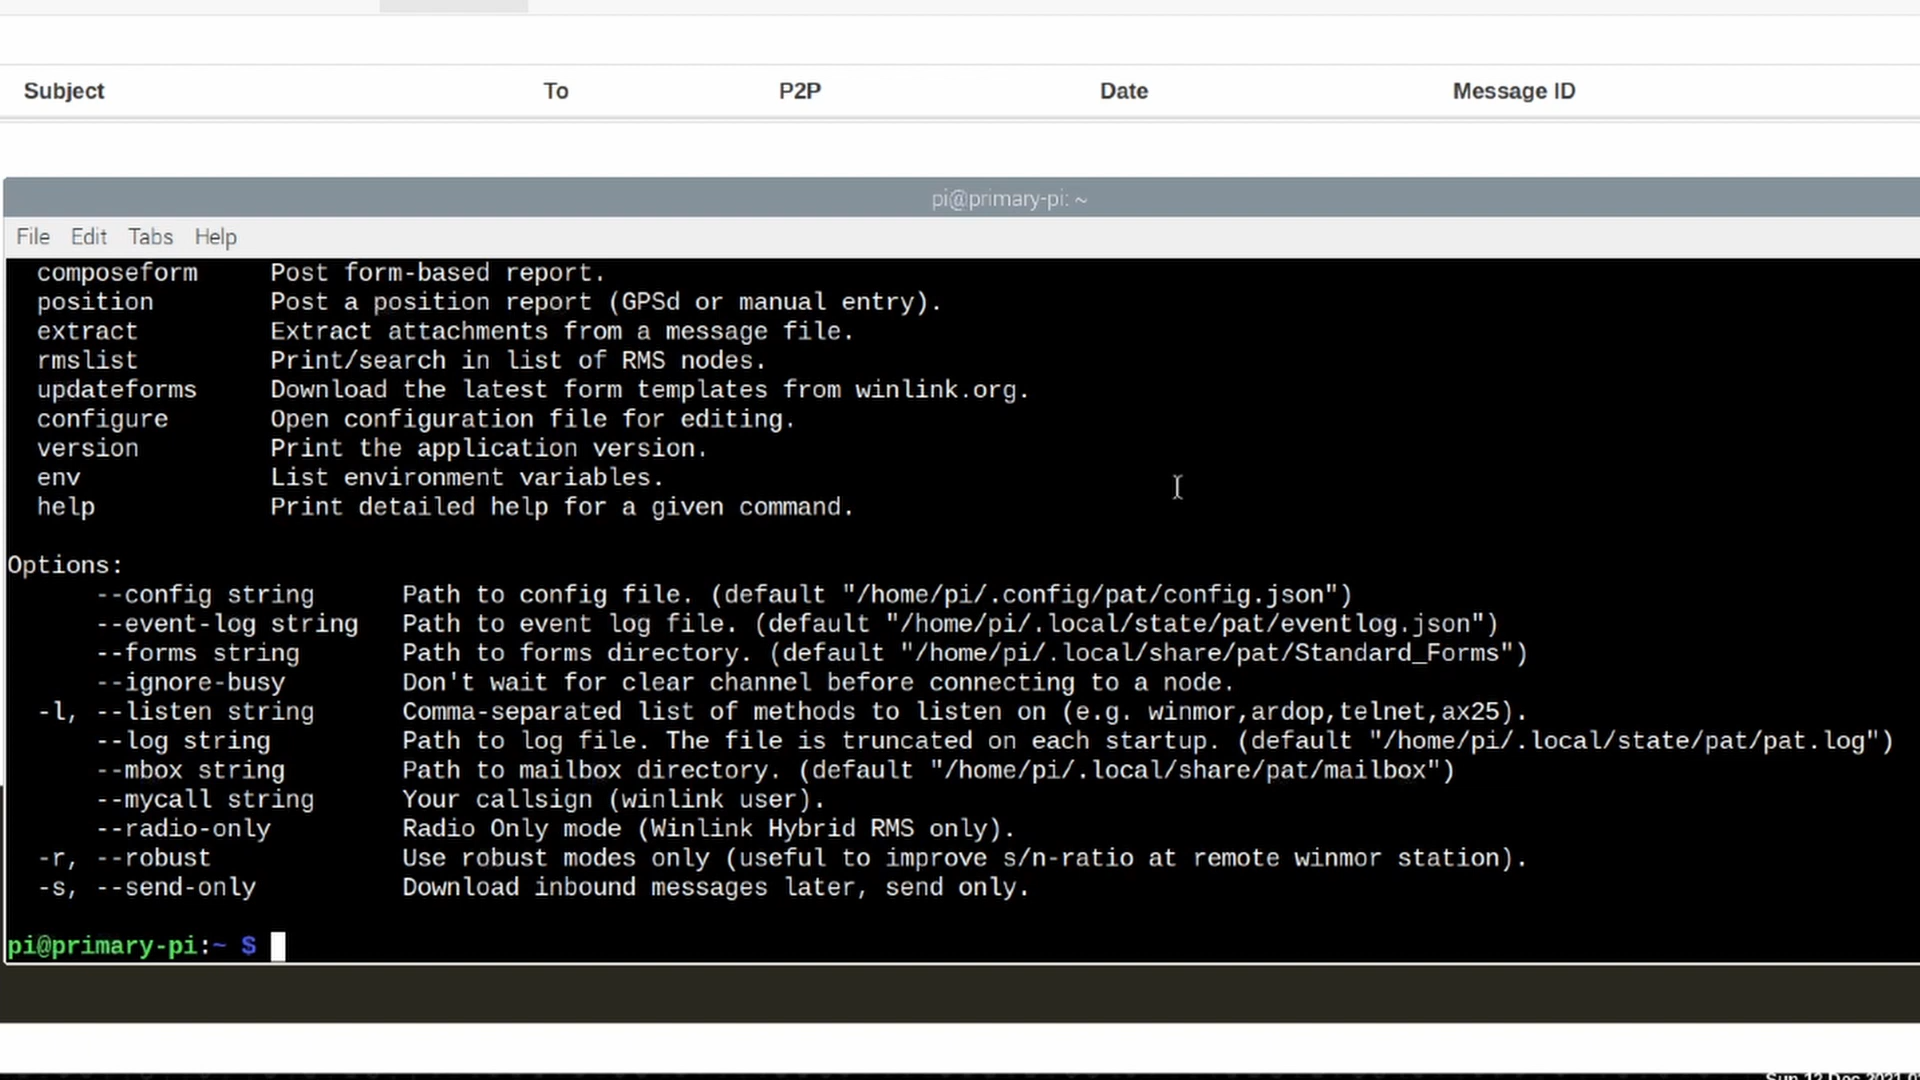 Subject To P2P Date Message ID
pi@primary-pi: ~
File Edit Tabs Help
composeform Post form-based report.
position Post a position report (GPSd or manual entry).
extract Extract attachments from a message file.
rmslist Print/search in list of RMS nodes.
updateforms Download the latest form templates from winlink.org.
configure Open configuration file for editing.
version Print the application version.
env List environment variables.
help Print detailed help for a given command.
Options:
--config string Path to config file. (default "/home/pi/.config/pat/config.json")
--event-log string Path to event log file. (default "/home/pi/.local/state/pat/eventlog.json")
--forms string Path to forms directory. (default "/home/pi/.local/share/pat/Standard_Forms")
--ignore-busy Don't wait for clear channel before connecting to a node.
-l, --listen string Comma-separated list of methods to listen on (e.g. winmor,ardop,telnet,ax25).
--log string Path to log file. The file is truncated on each startup. (default "/home/pi/.local/state/pat/pat.log")
--mbox string Path to mailbox directory. (default "/home/pi/.local/share/pat/mailbox")
--mycall string Your callsign (winlink user).
--radio-only Radio Only mode (Winlink Hybrid RMS only).
-r, --robust Use robust modes only (useful to improve s/n-ratio at remote winmor station).
-s, --send-only Download inbound messages later, send only.
pi@primary-pi:~ $
Sun 12 Dec 2021